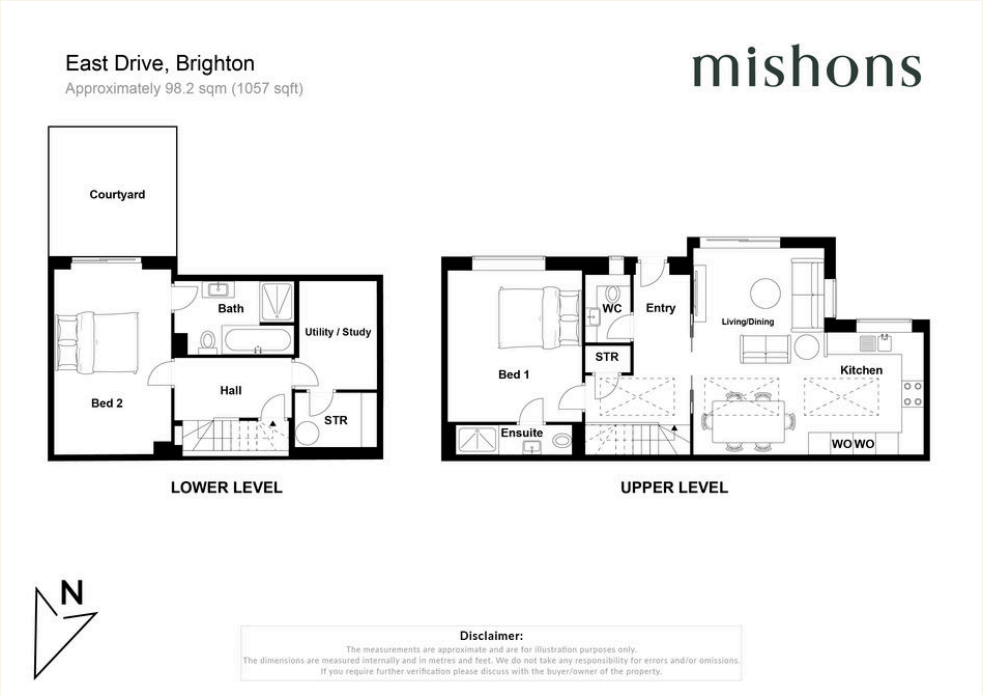 East Drive, Brighton
Approximately 98.2 sqm (1057 sqft)
mishons
Courtyard
Bath
Utility / Study
Hall
Bed 2
STR
LOWER LEVEL
WC
Entry
Living/Dining
STR
Bed 1
Kitchen
Ensuite
WO WO
UPPER LEVEL
N
Disclaimer:
The measurements are approximate and are for illustration purposes only.
The dimensions are measured internally and in metres and feet. We do not take any responsibility for errors and/or omissions.
If you require further verification please discuss with the buyer/owner of the property.